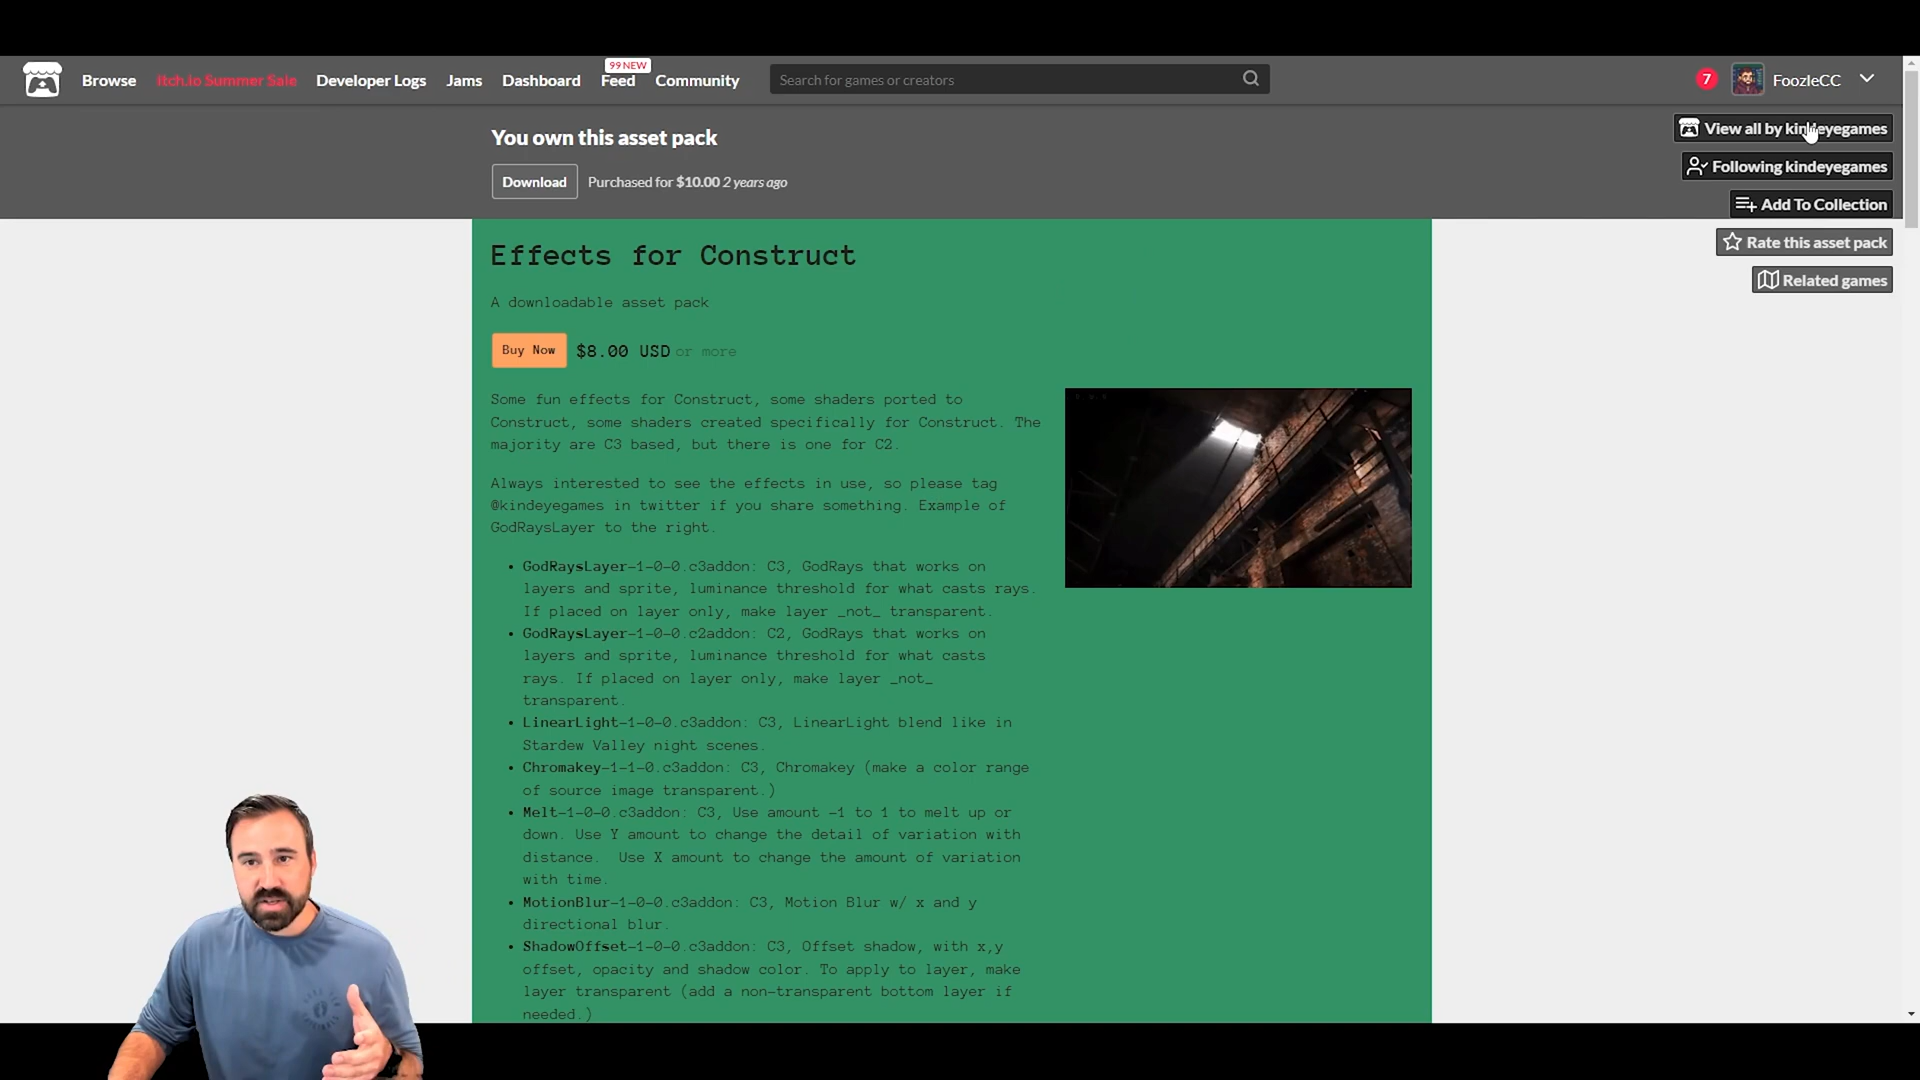 Browse
Itch.io Summer Sale
Developer Logs
Jams
Dashboard
99 NEW
Feed
Community
Search for games or creators
7
FoozleCC
You own this asset pack
Download
Purchased for $10.00 2 years ago
View all by kindeyegames
Following kindeyegames
Add To Collection
Rate this asset pack
Related games
Effects for Construct
A downloadable asset pack
Buy Now
$8.00 USD or more
Some fun effects for Construct, some shaders ported to
Construct, some shaders created specifically for Construct. The
majority are C3 based, but there is one for C2.
Always interested to see the effects in use, so please tag
@kindeyegames in twitter if you share something. Example of
GodRaysLayer to the right.
• GodRaysLayer-1-0-0.c3addon: C3, GodRays that works on
layers and sprite, luminance threshold for what casts rays.
If placed on layer only, make layer _not_ transparent.
• GodRaysLayer-1-0-0.c2addon: C2, GodRays that works on
layers and sprite, luminance threshold for what casts
rays. If placed on layer only, make layer _not_
transparent.
• LinearLight-1-0-0.c3addon: C3, LinearLight blend like in
Stardew Valley night scenes.
• Chromakey-1-1-0.c3addon: C3, Chromakey (make a color range
of source image transparent.)
• Melt-1-0-0.c3addon: C3, Use amount -1 to 1 to melt up or
down. Use Y amount to change the detail of variation with
distance. Use X amount to change the amount of variation
with time.
• MotionBlur-1-0-0.c3addon: C3, Motion Blur w/ x and y
directional blur.
• ShadowOffset-1-0-0.c3addon: C3, Offset shadow, with x,y
offset, opacity and shadow color. To apply to layer, make
layer transparent (add a non-transparent bottom layer if
needed.)